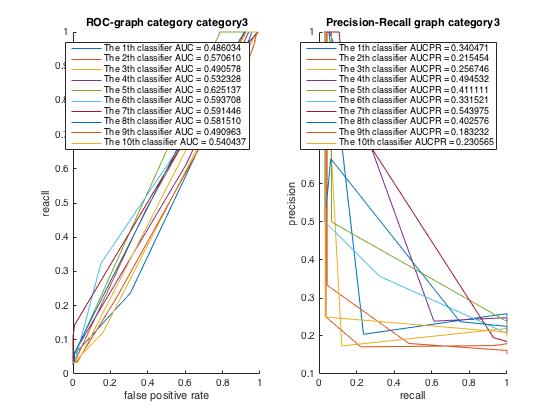 ROC-graph category category3
The 1th classifier AUC = 0.486034
The 2th classifier AUC = 0.570610
The 3th classifier AUC = 0.490578
The 4th classifier AUC = 0.532328
The 5th classifier AUC = 0.625137
The 6th classifier AUC = 0.593708
The 7th classifier AUC = 0.591446
The 8th classifier AUC = 0.581510
The 9th classifier AUC = 0.490963
The 10th classifier AUC = 0.540437
1
0.6
0.5
0.4
0.3
0.2
0.1
0
reacll
0 0.2 0.4 0.6 0.8 1
false positive rate
Precision-Recall graph category3
The 1th classifier AUCPR = 0.340471
The 2th classifier AUCPR = 0.215454
The 3th classifier AUCPR = 0.256746
The 4th classifier AUCPR = 0.494532
The 5th classifier AUCPR = 0.411111
The 6th classifier AUCPR = 0.331521
The 7th classifier AUCPR = 0.543975
The 8th classifier AUCPR = 0.402576
The 9th classifier AUCPR = 0.183232
The 10th classifier AUCPR = 0.230565
1
0.6
0.5
0.4
0.3
0.2
0.1
precision
0 0.2 0.4 0.6 0.8 1
recall